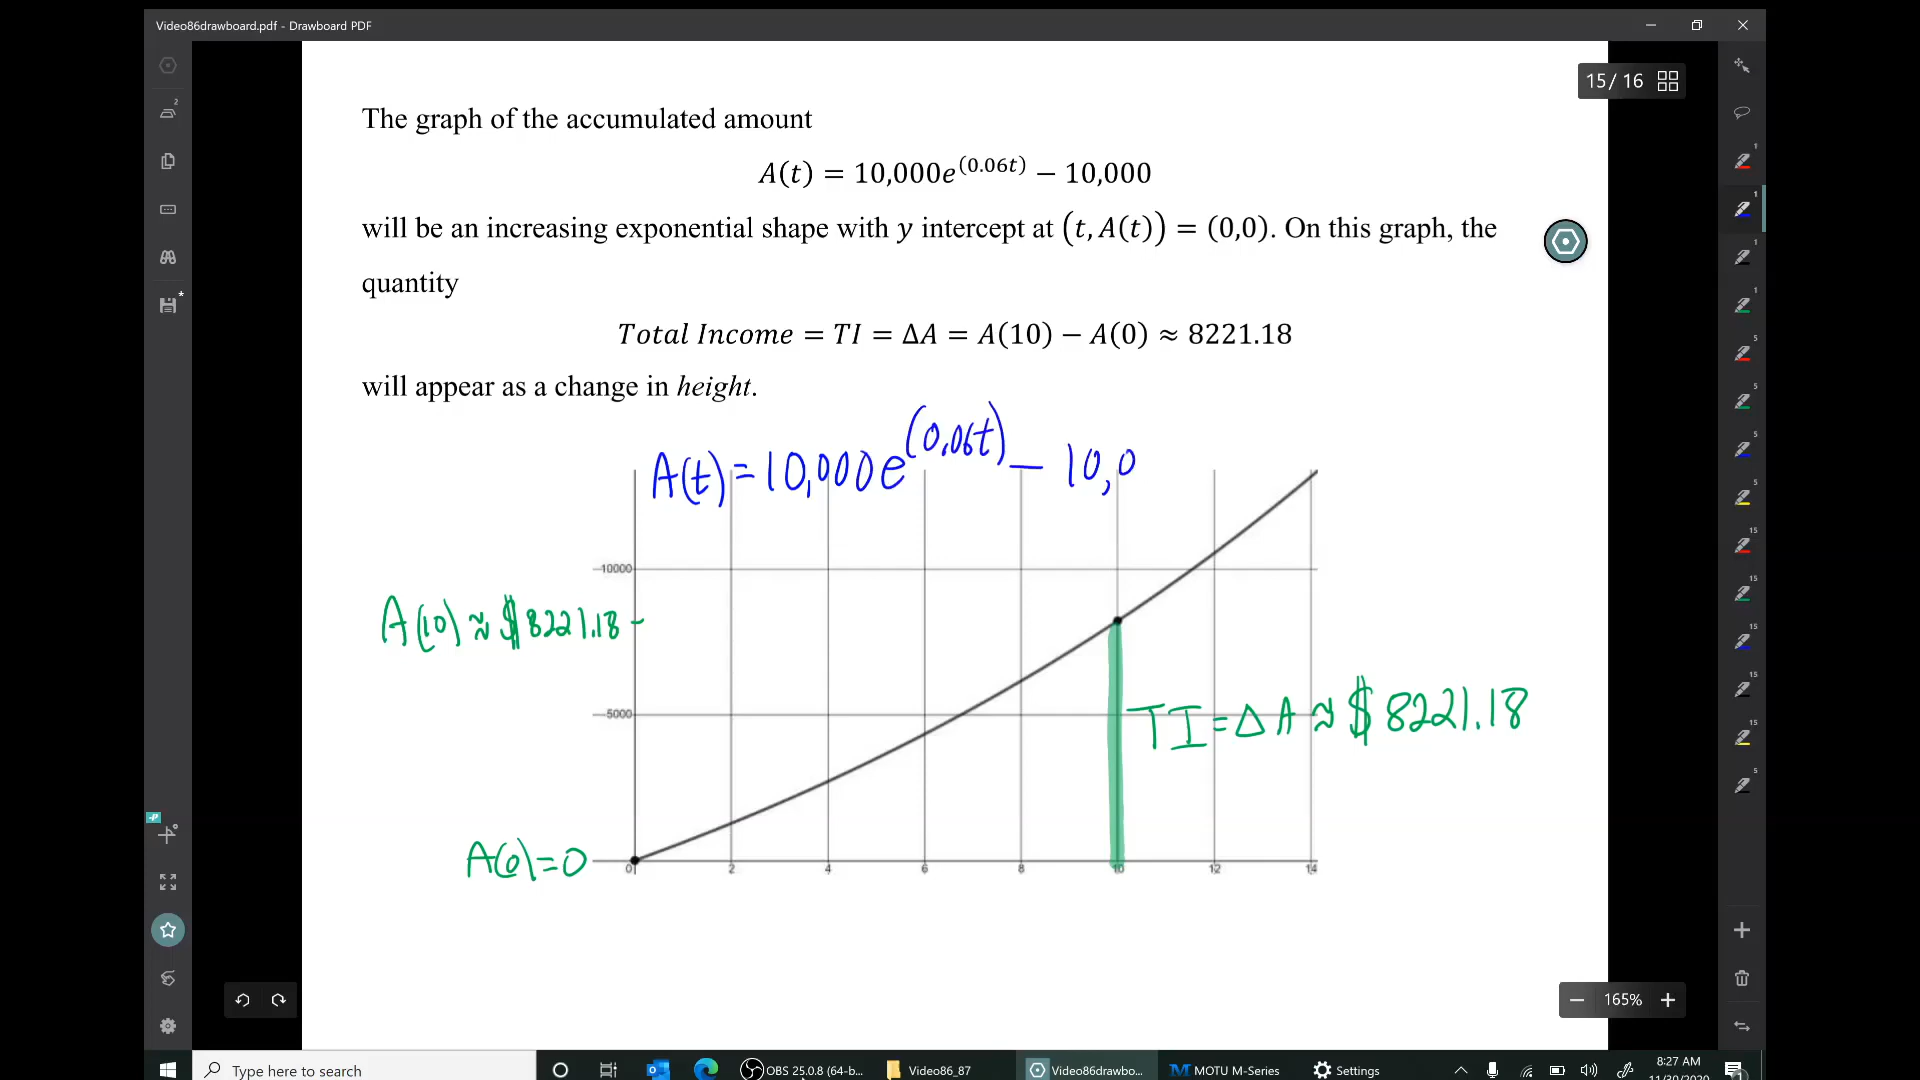 Video86drawboard.pdf - Drawboard PDF
15/ 16
The graph of the accumulated amount
A(t) = 10,000e^(0.06t) − 10,000
will be an increasing exponential shape with y intercept at (t, A(t)) = (0,0). On this graph, the
quantity
Total Income = TI = ΔA = A(10) − A(0) ≈ 8221.18
will appear as a change in height.
A(t) = 10,000e^(0.06t) − 10,0
10000
A(10) ≈ $8221.18
5000
TI = ΔA ≈ $8221.18
A(0) = 0
0 2 4 6 8 10 12 14
165%
Type here to search
OBS 25.0.8 (64-b...
Video86_87
Video86drawbo...
MOTU M-Series
Settings
8:27 AM
11/30/2020